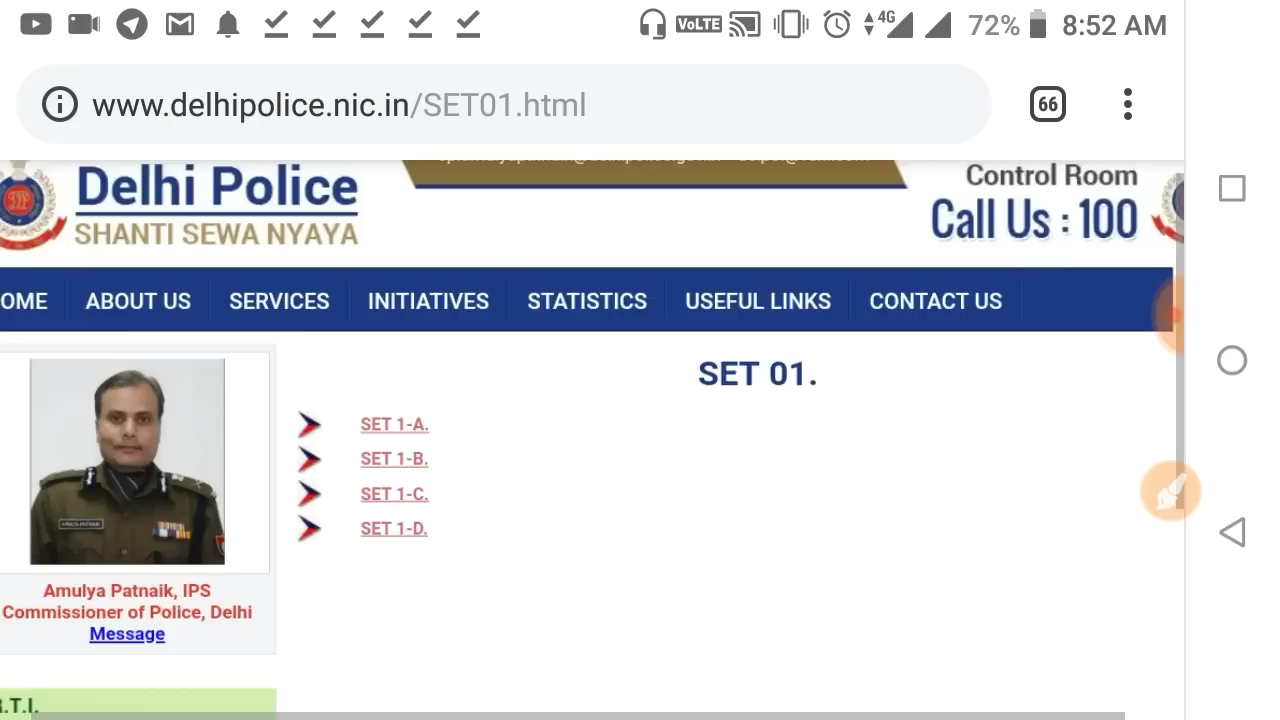 VoLTE 4G 72% 8:52 AM
www.delhipolice.nic.in/SET01.html 66
Delhi Police
SHANTI SEWA NYAYA
Control Room
Call Us : 100
OME ABOUT US SERVICES INITIATIVES STATISTICS USEFUL LINKS CONTACT US
SET 01.
SET 1-A.
SET 1-B.
SET 1-C.
SET 1-D.
Amulya Patnaik, IPS
Commissioner of Police, Delhi
Message
.T.I.